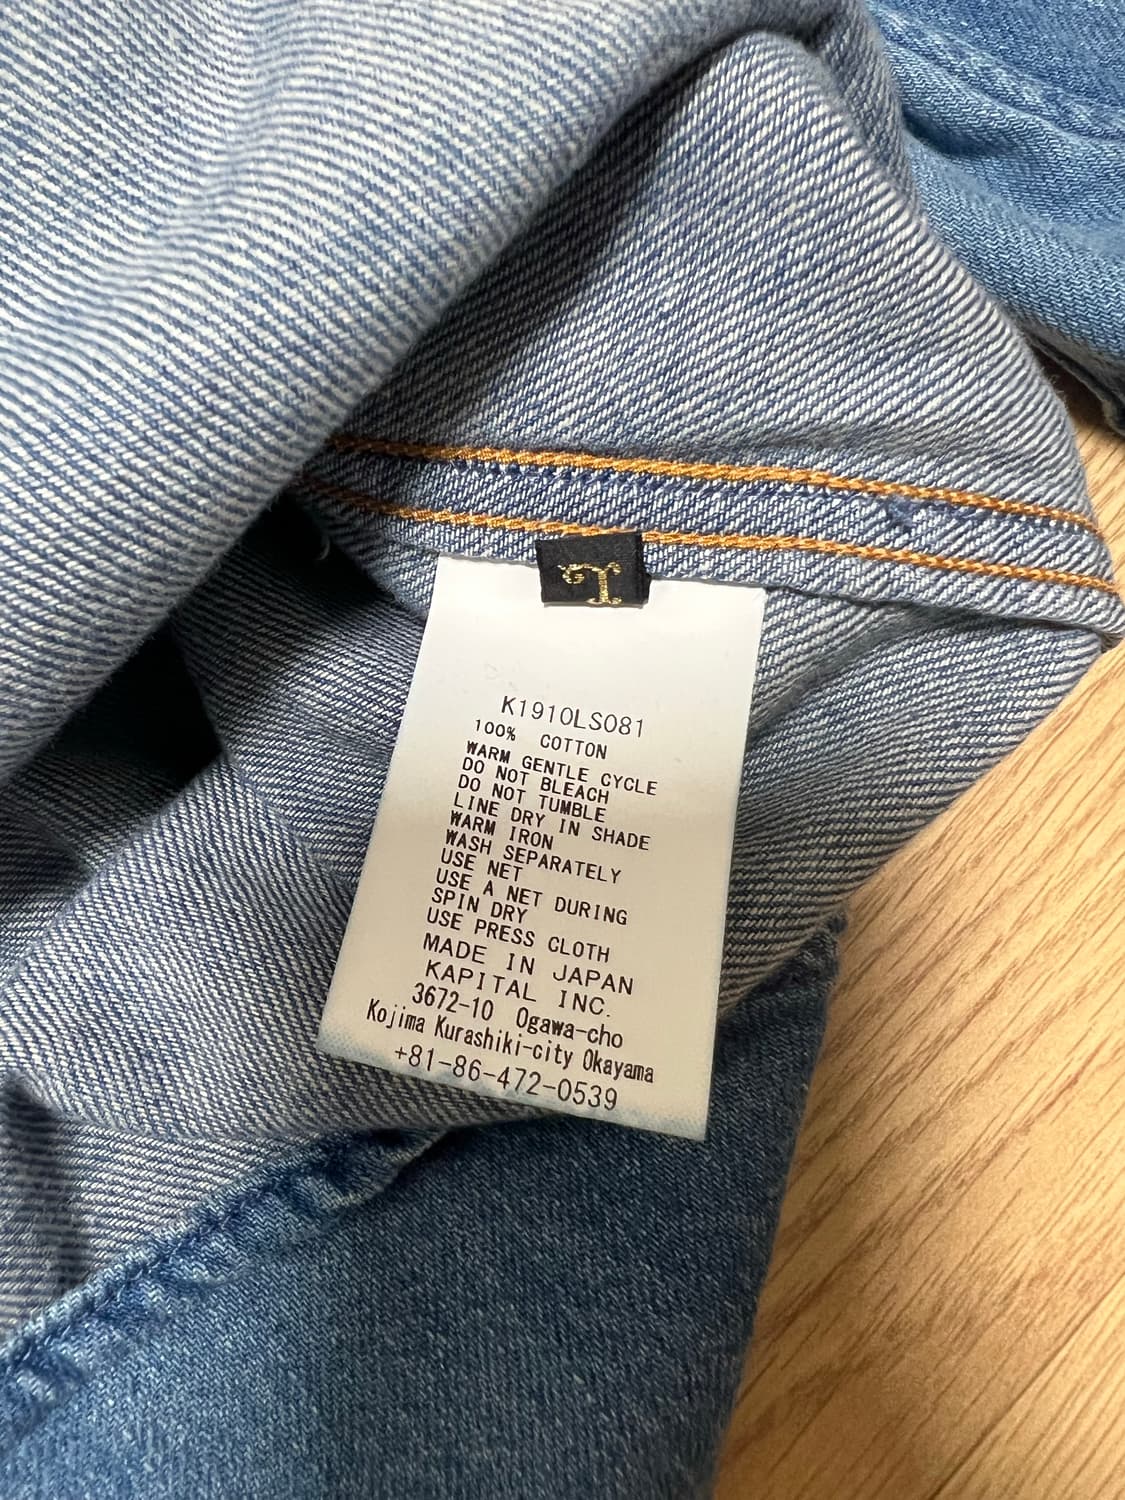 K1910LS081
100% COTTON
WARM GENTLE CYCLE
DO NOT BLEACH
DO NOT TUMBLE
LINE DRY IN SHADE
WARM IRON
WASH SEPARATELY
USE NET
USE A NET DURING
SPIN DRY
USE PRESS CLOTH
MADE IN JAPAN
KAPITAL INC.
3672-10 Ogawa-cho
Kojima Kurashiki-city Okayama
+81-86-472-0539